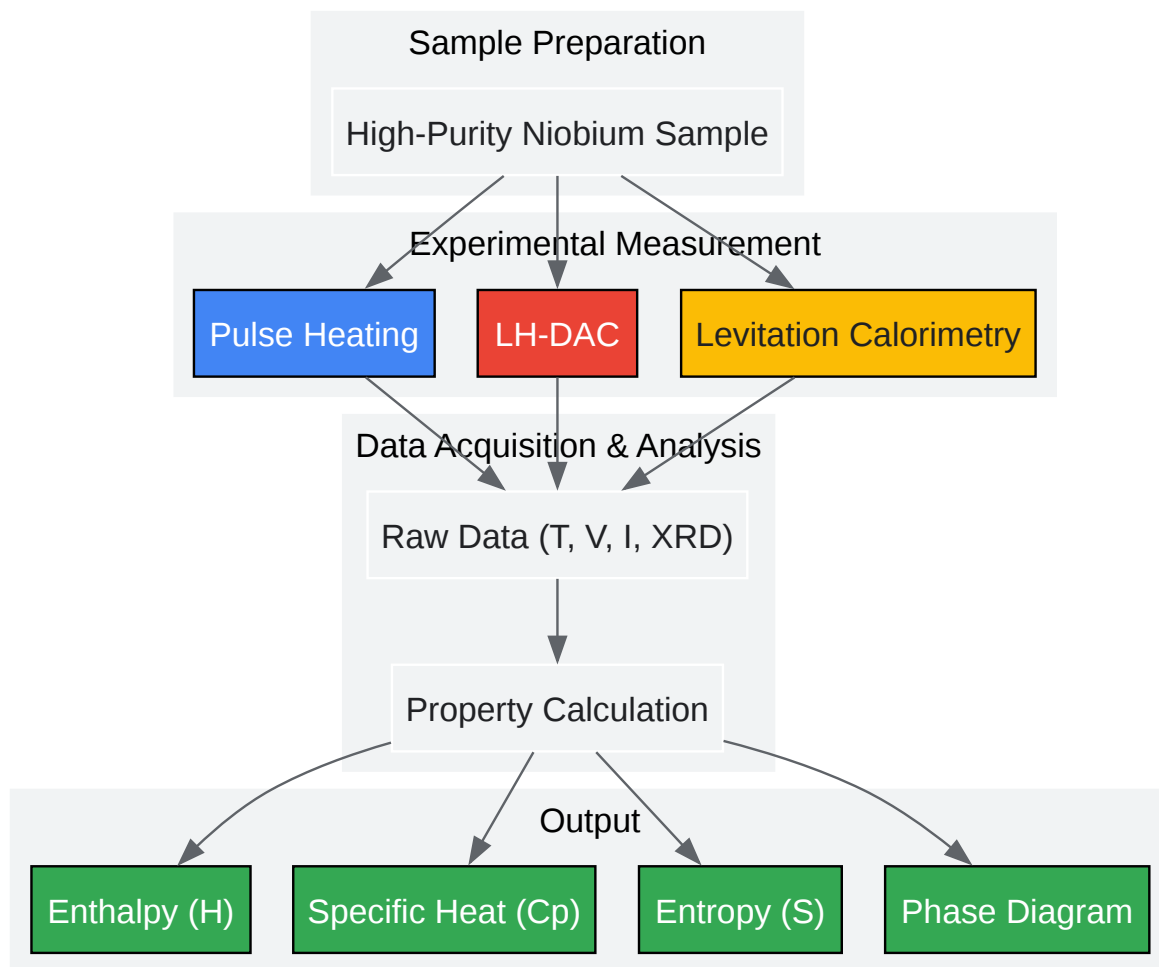 Sample Preparation
High-Purity Niobium Sample
Experimental Measurement
Pulse Heating
LH-DAC
Levitation Calorimetry
Data Acquisition & Analysis
Raw Data (T, V, I, XRD)
Property Calculation
Output
Enthalpy (H)
Specific Heat (Cp)
Entropy (S)
Phase Diagram